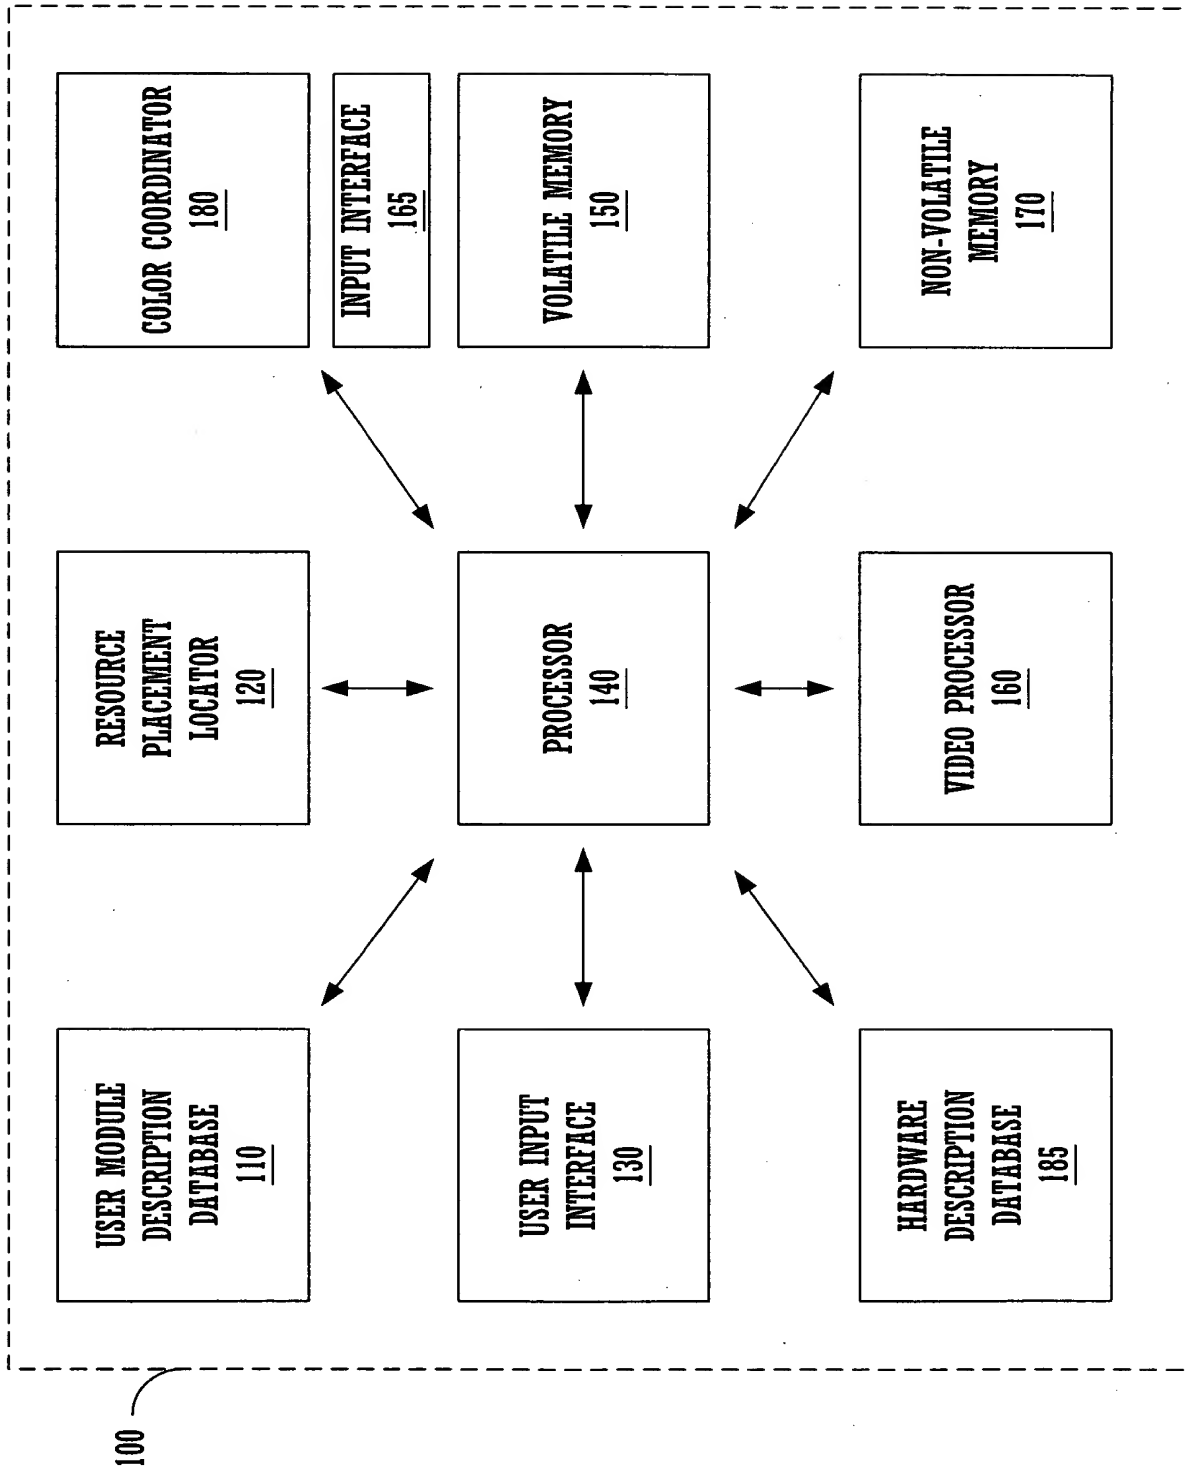 100
USER MODULE
DESCRIPTION
DATABASE
110
RESOURCE
PLACEMENT
LOCATOR
120
COLOR COORDINATOR
180
INPUT INTERFACE
165
USER INPUT
INTERFACE
130
PROCESSOR
140
VOLATILE MEMORY
150
HARDWARE
DESCRIPTION
DATABASE
185
VIDEO PROCESSOR
160
NON-VOLATILE
MEMORY
170